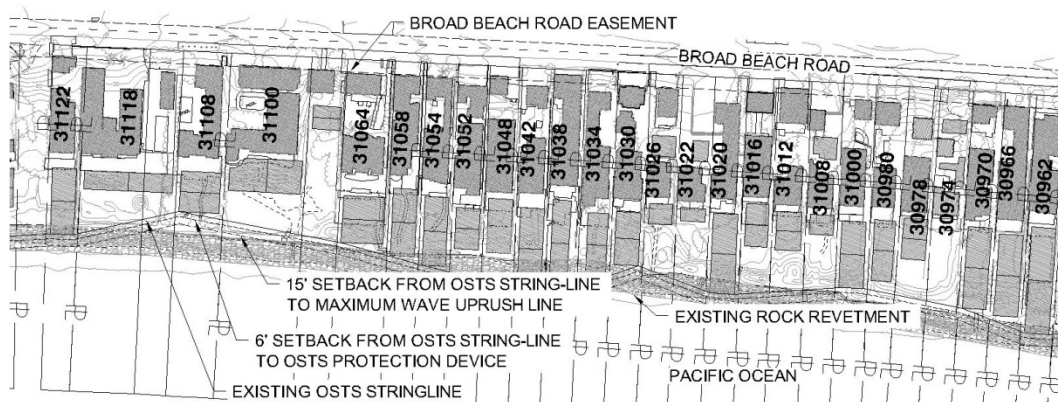 BROAD BEACH ROAD EASEMENT
BROAD BEACH ROAD
31122
31118
31108
31100
31064
31058
31054
31052
31048
31042
31038
31034
31030
31026
31022
31020
31016
31012
31008
31000
30980
30978
30974
30970
30966
30962
15' SETBACK FROM OSTS STRING-LINE
TO MAXIMUM WAVE UPRUSH LINE
6' SETBACK FROM OSTS STRING-LINE
TO OSTS PROTECTION DEVICE
EXISTING OSTS STRINGLINE
EXISTING ROCK REVETMENT
PACIFIC OCEAN